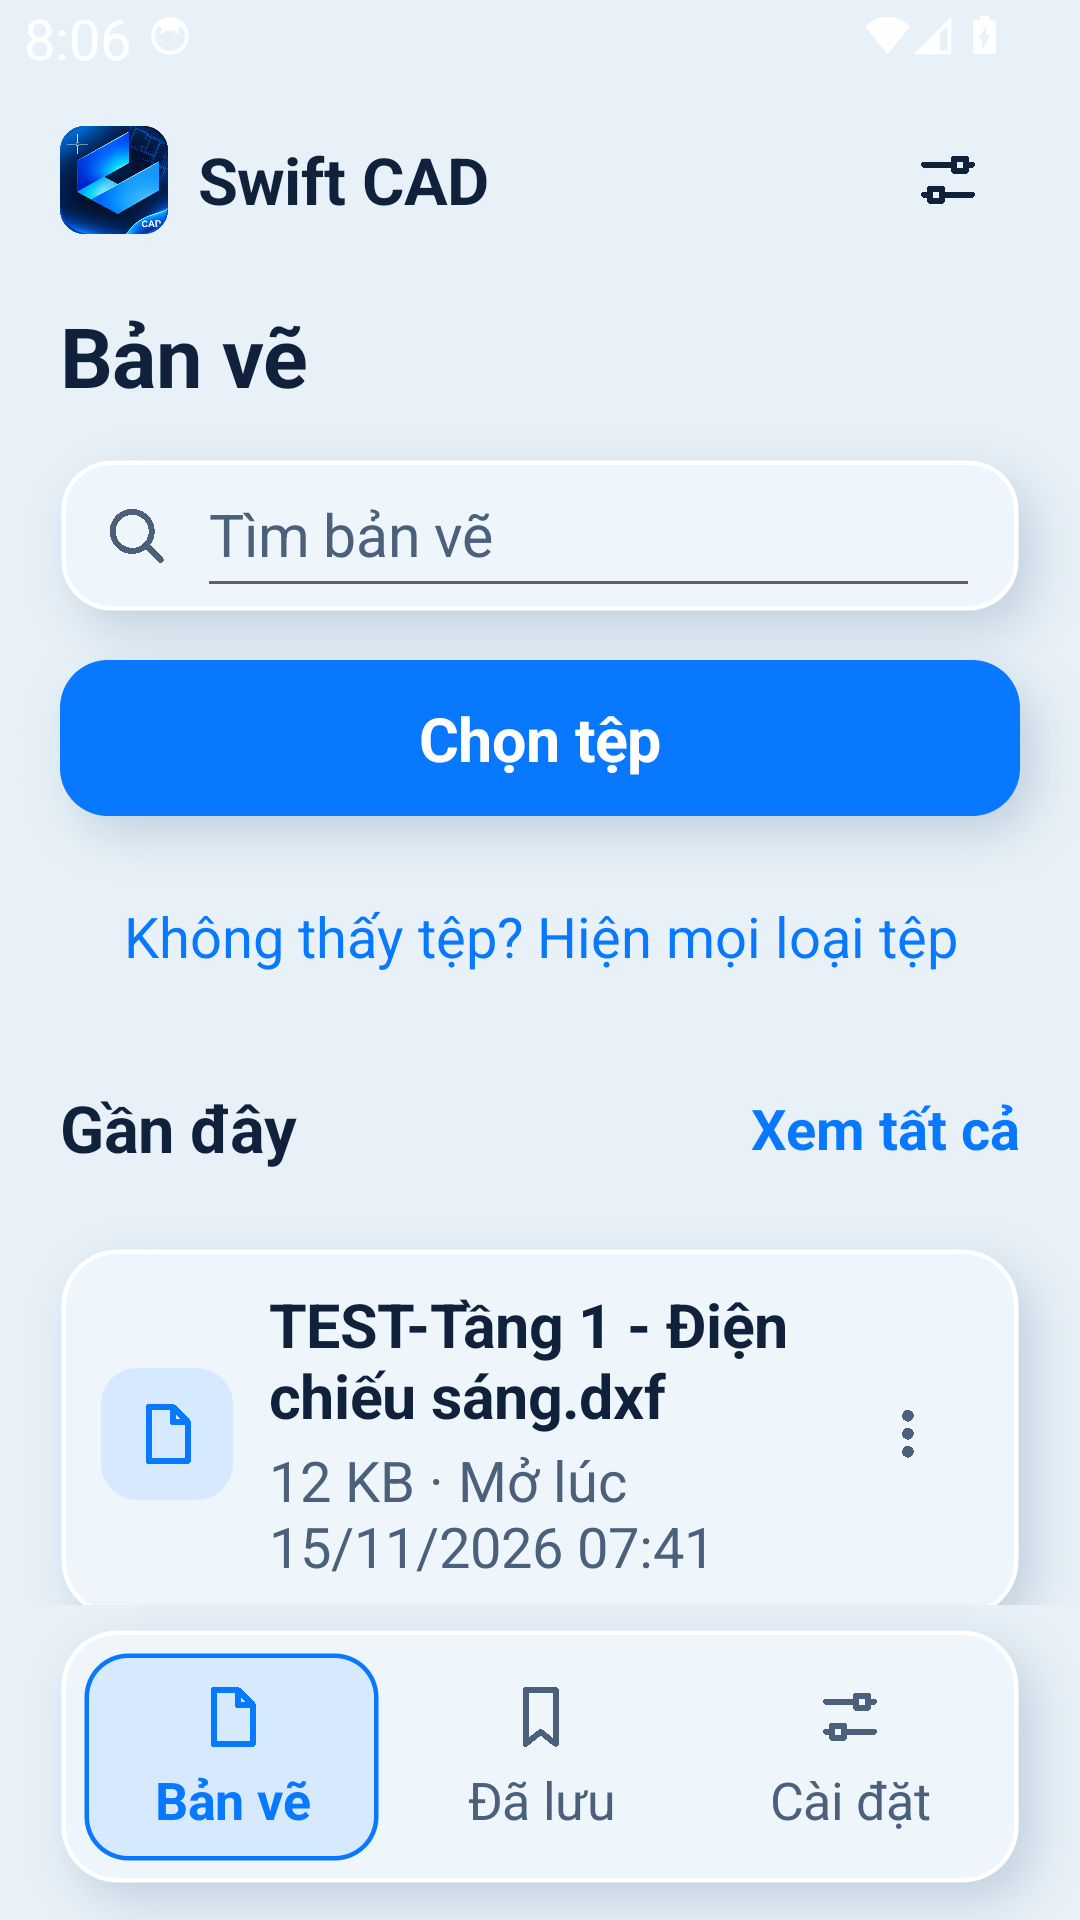 8:06
CAD
Swift CAD
Bản vẽ
Tìm bản vẽ
Chọn tệp
Không thấy tệp? Hiện mọi loại tệp
Gần đây
Xem tất cả
TEST-Tầng 1 - Điện
chiếu sáng.dxf
12 KB · Mở lúc
15/11/2026 07:41
Bản vẽ
Đã lưu
Cài đặt